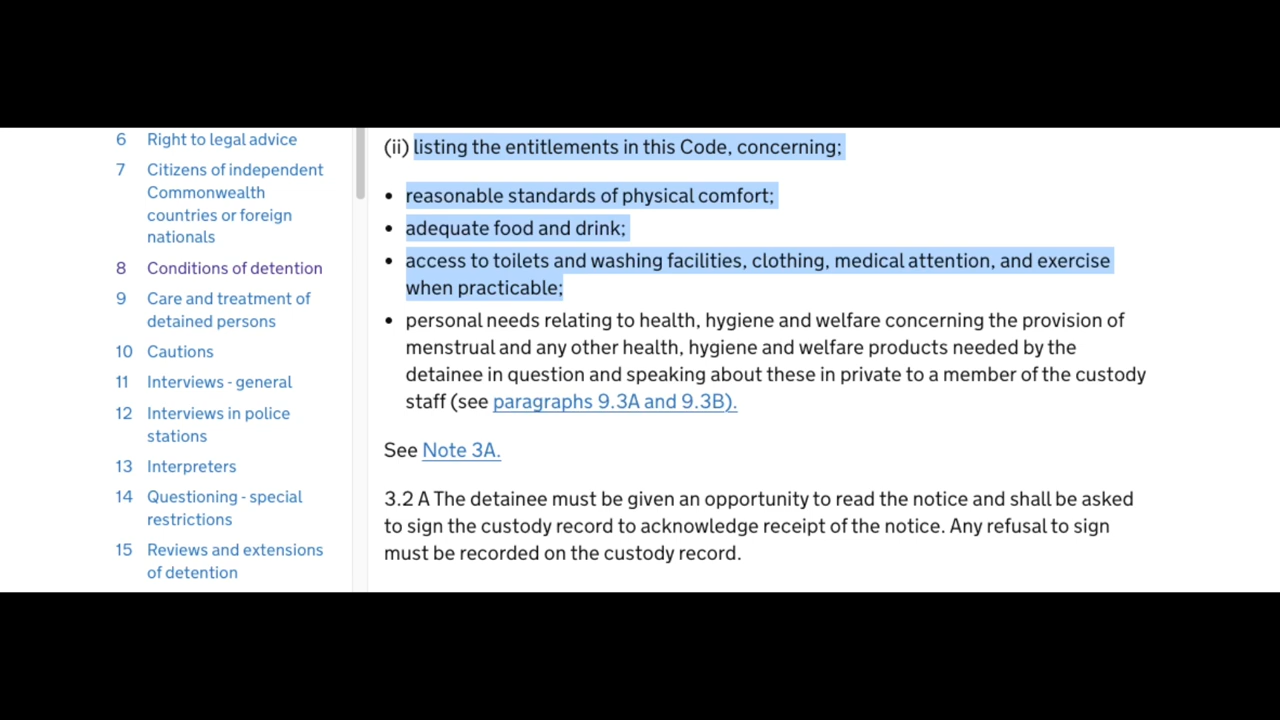 6 Right to legal advice
7 Citizens of independent
Commonwealth
countries or foreign
nationals
8 Conditions of detention
9 Care and treatment of
detained persons
10 Cautions
11 Interviews - general
12 Interviews in police
stations
13 Interpreters
14 Questioning - special
restrictions
15 Reviews and extensions
of detention
(ii) listing the entitlements in this Code, concerning;
• reasonable standards of physical comfort;
• adequate food and drink;
• access to toilets and washing facilities, clothing, medical attention, and exercise
when practicable;
• personal needs relating to health, hygiene and welfare concerning the provision of
menstrual and any other health, hygiene and welfare products needed by the
detainee in question and speaking about these in private to a member of the custody
staff (see paragraphs 9.3A and 9.3B).
See Note 3A.
3.2 A The detainee must be given an opportunity to read the notice and shall be asked
to sign the custody record to acknowledge receipt of the notice. Any refusal to sign
must be recorded on the custody record.